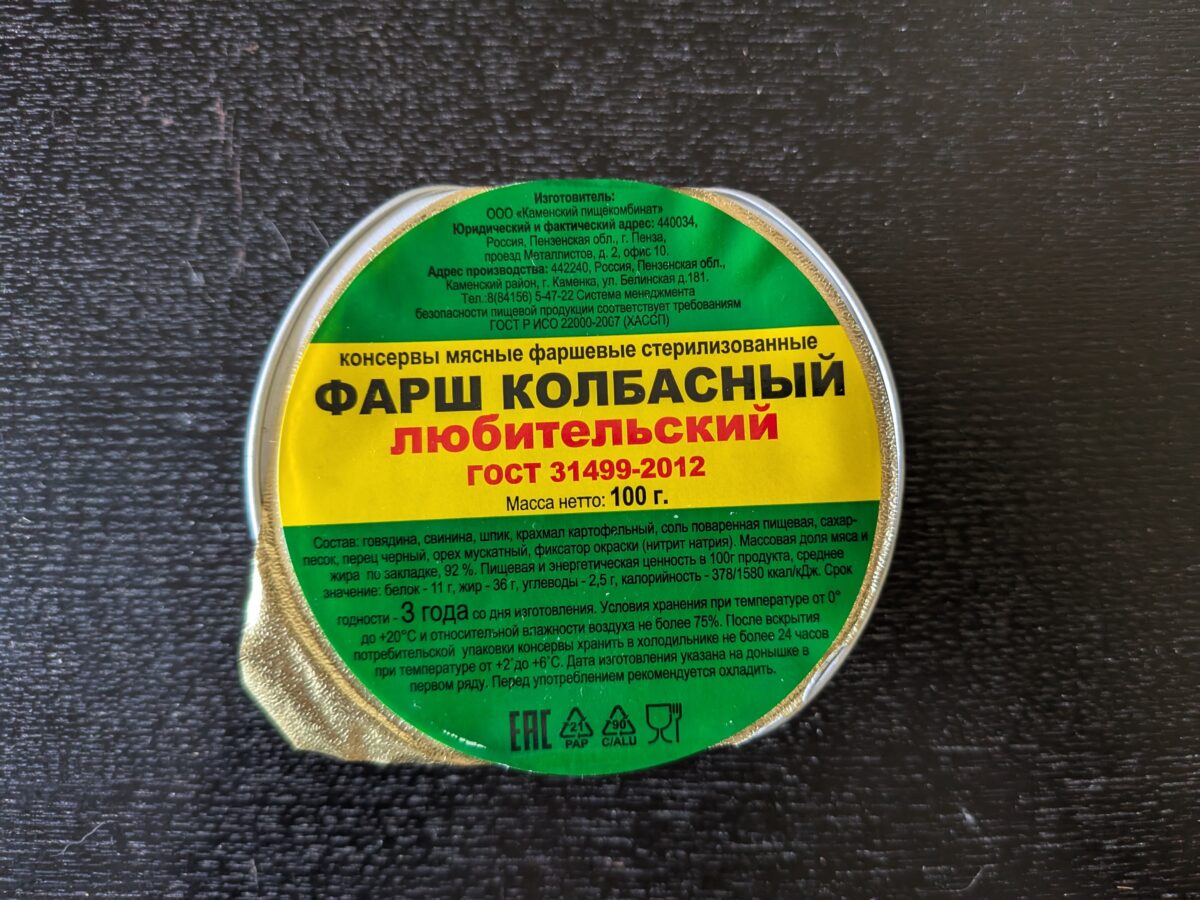 Изготовитель:
ООО «Каменский пищекомбинат»
Юридический и фактический адрес: 440034,
Россия, Пензенская обл., г. Пенза,
проезд Металлистов, д. 2, офис 10.
Адрес производства: 442240, Россия, Пензенская обл.,
Каменский район, г. Каменка, ул. Белинская д.181.
Тел.:8(84156) 5-47-22 Система менеджмента
безопасности пищевой продукции соответствует требованиям
ГОСТ Р ИСО 22000-2007 (ХАССП)
консервы мясные фаршевые стерилизованные
ФАРШ КОЛБАСНЫЙ
любительский
ГОСТ 31499-2012
Масса нетто: 100 г.
Состав: говядина, свинина, шпик, крахмал картофельный, соль поваренная пищевая, сахар-
песок, перец черный, орех мускатный, фиксатор окраски (нитрит натрия). Массовая доля мяса и
жира по закладке, 92 %. Пищевая и энергетическая ценность в 100г продукта, среднее
значение: белок - 11 г, жир - 36 г, углеводы - 2,5 г, калорийность - 378/1580 ккал/кДж. Срок
годности - 3 года со дня изготовления. Условия хранения при температуре от 0°
до +20°С и относительной влажности воздуха не более 75%. После вскрытия
потребительской упаковки консервы хранить в холодильнике не более 24 часов
при температуре от +2°до +6°С. Дата изготовления указана на донышке в
первом ряду. Перед употреблением рекомендуется охладить.
EAC 21 PAP 90 C/ALU